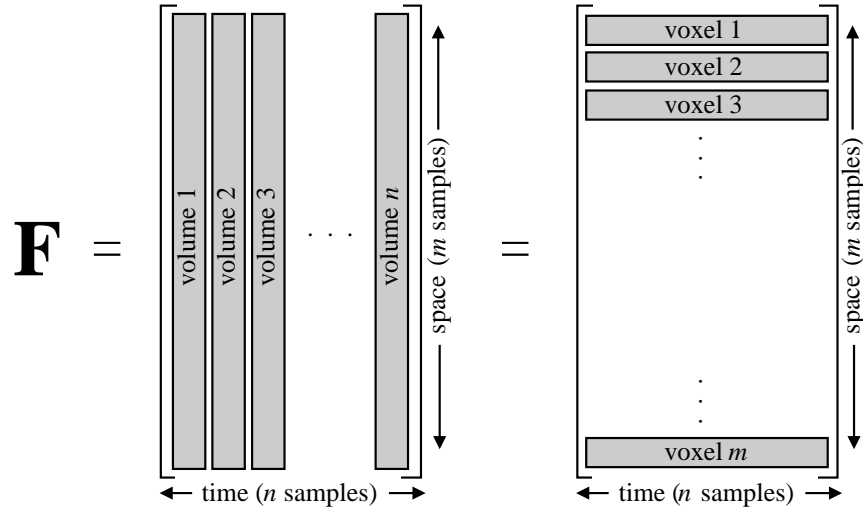 F = volume 1 volume 2 volume 3 . . . volume n space (m samples) =
time (n samples)
voxel 1
voxel 2
voxel 3
.
.
.
.
.
.
voxel m
space (m samples)
time (n samples)